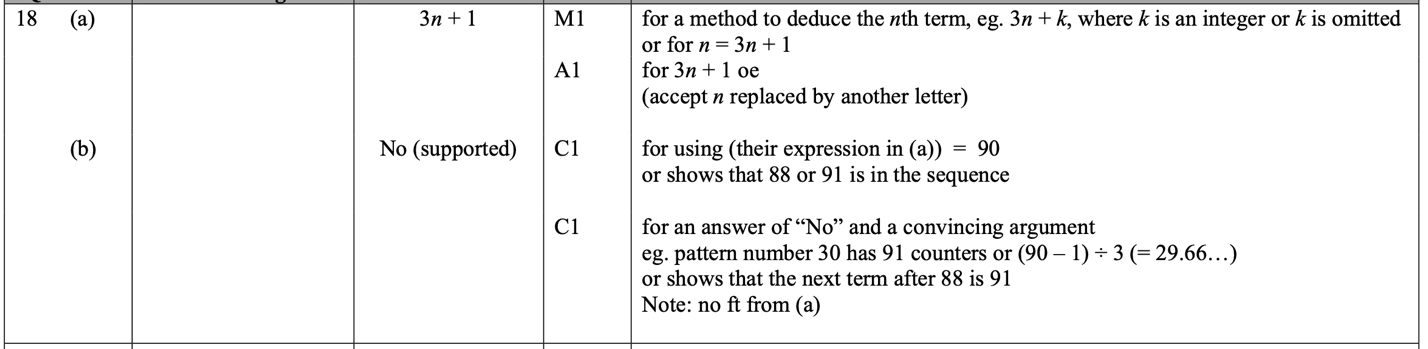 18 (a) 3n + 1 M1 for a method to deduce the nth term, eg. 3n + k, where k is an integer or k is omitted
or for n = 3n + 1
A1 for 3n + 1 oe
(accept n replaced by another letter)
(b) No (supported) C1 for using (their expression in (a)) = 90
or shows that 88 or 91 is in the sequence
C1 for an answer of “No” and a convincing argument
eg. pattern number 30 has 91 counters or (90 – 1) ÷ 3 (= 29.66…)
or shows that the next term after 88 is 91
Note: no ft from (a)